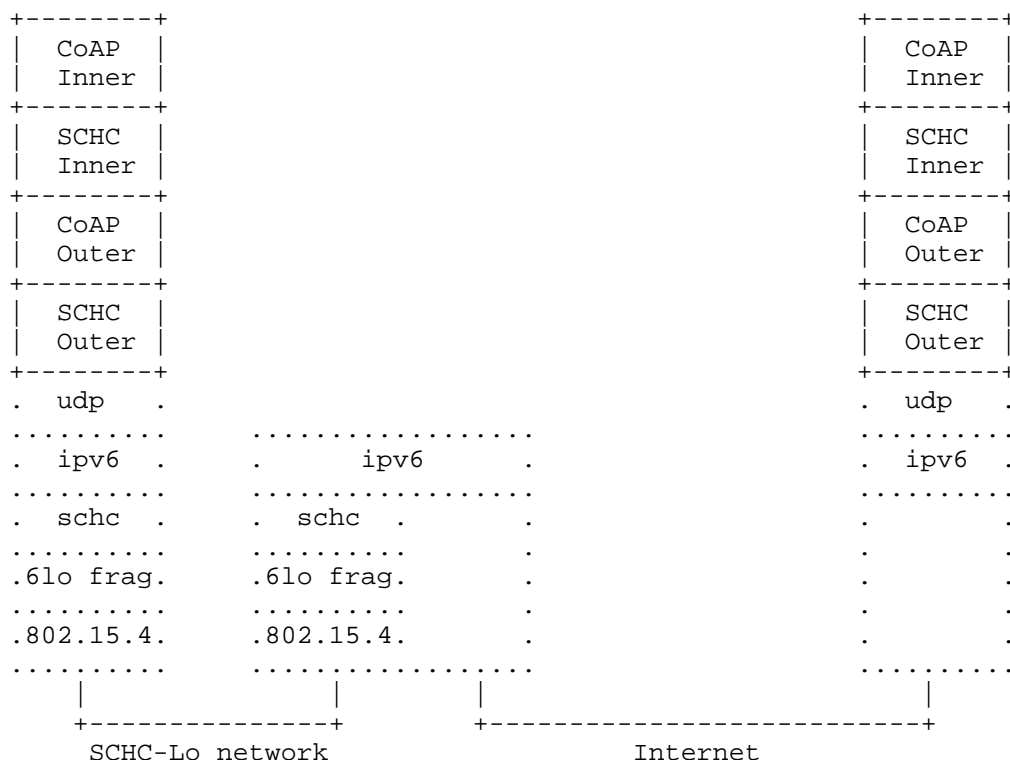 CoAP CoAP
Inner Inner
SCHC SCHC
Inner Inner
CoAP CoAP
Outer Outer
SCHC SCHC
Outer Outer
udp udp
ipv6 ipv6 ipv6
schc schc
6lo frag 6lo frag
802.15.4 802.15.4
SCHC-Lo network Internet